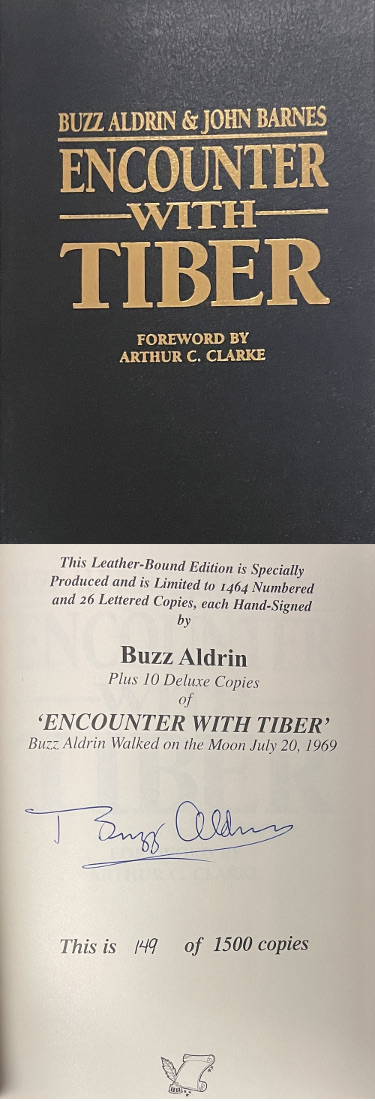 BUZZ ALDRIN & JOHN BARNES
ENCOUNTER
WITH
TIBER
FOREWORD BY
ARTHUR C. CLARKE
This Leather-Bound Edition is Specially
Produced and is Limited to 1464 Numbered
and 26 Lettered Copies, each Hand-Signed
by
Buzz Aldrin
Plus 10 Deluxe Copies
of
‘ENCOUNTER WITH TIBER’
Buzz Aldrin Walked on the Moon July 20, 1969
Buzz Aldrin
This is 149 of 1500 copies